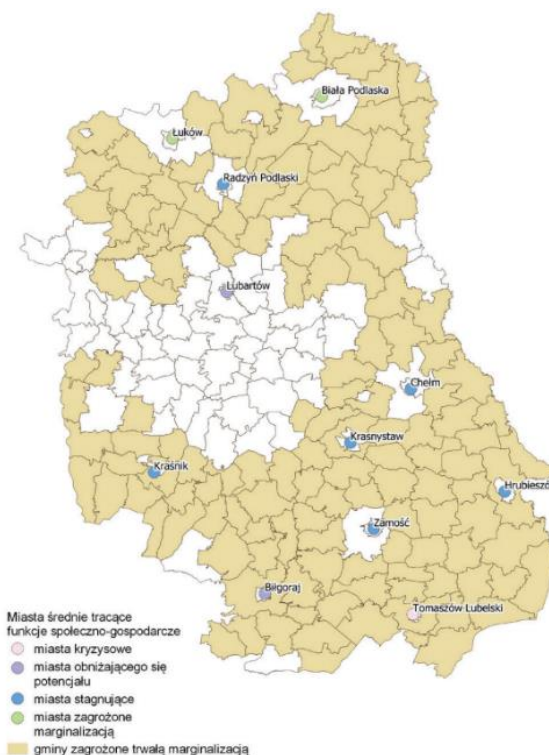 Biała Podlaska
Łuków
Radzyń Podlaski
Lubartów
Chełm
Krasnystaw
Kraśnik
Hrubieszó
Zamość
Biłgoraj
Tomaszów Lubelski
Miasta średnie tracące
funkcje społeczno-gospodarcze
miasta kryzysowe
miasta obniżającego się
potencjału
miasta stagnujące
miasta zagrożone
marginalizacją
gminy zagrożone trwałą marginalizacją